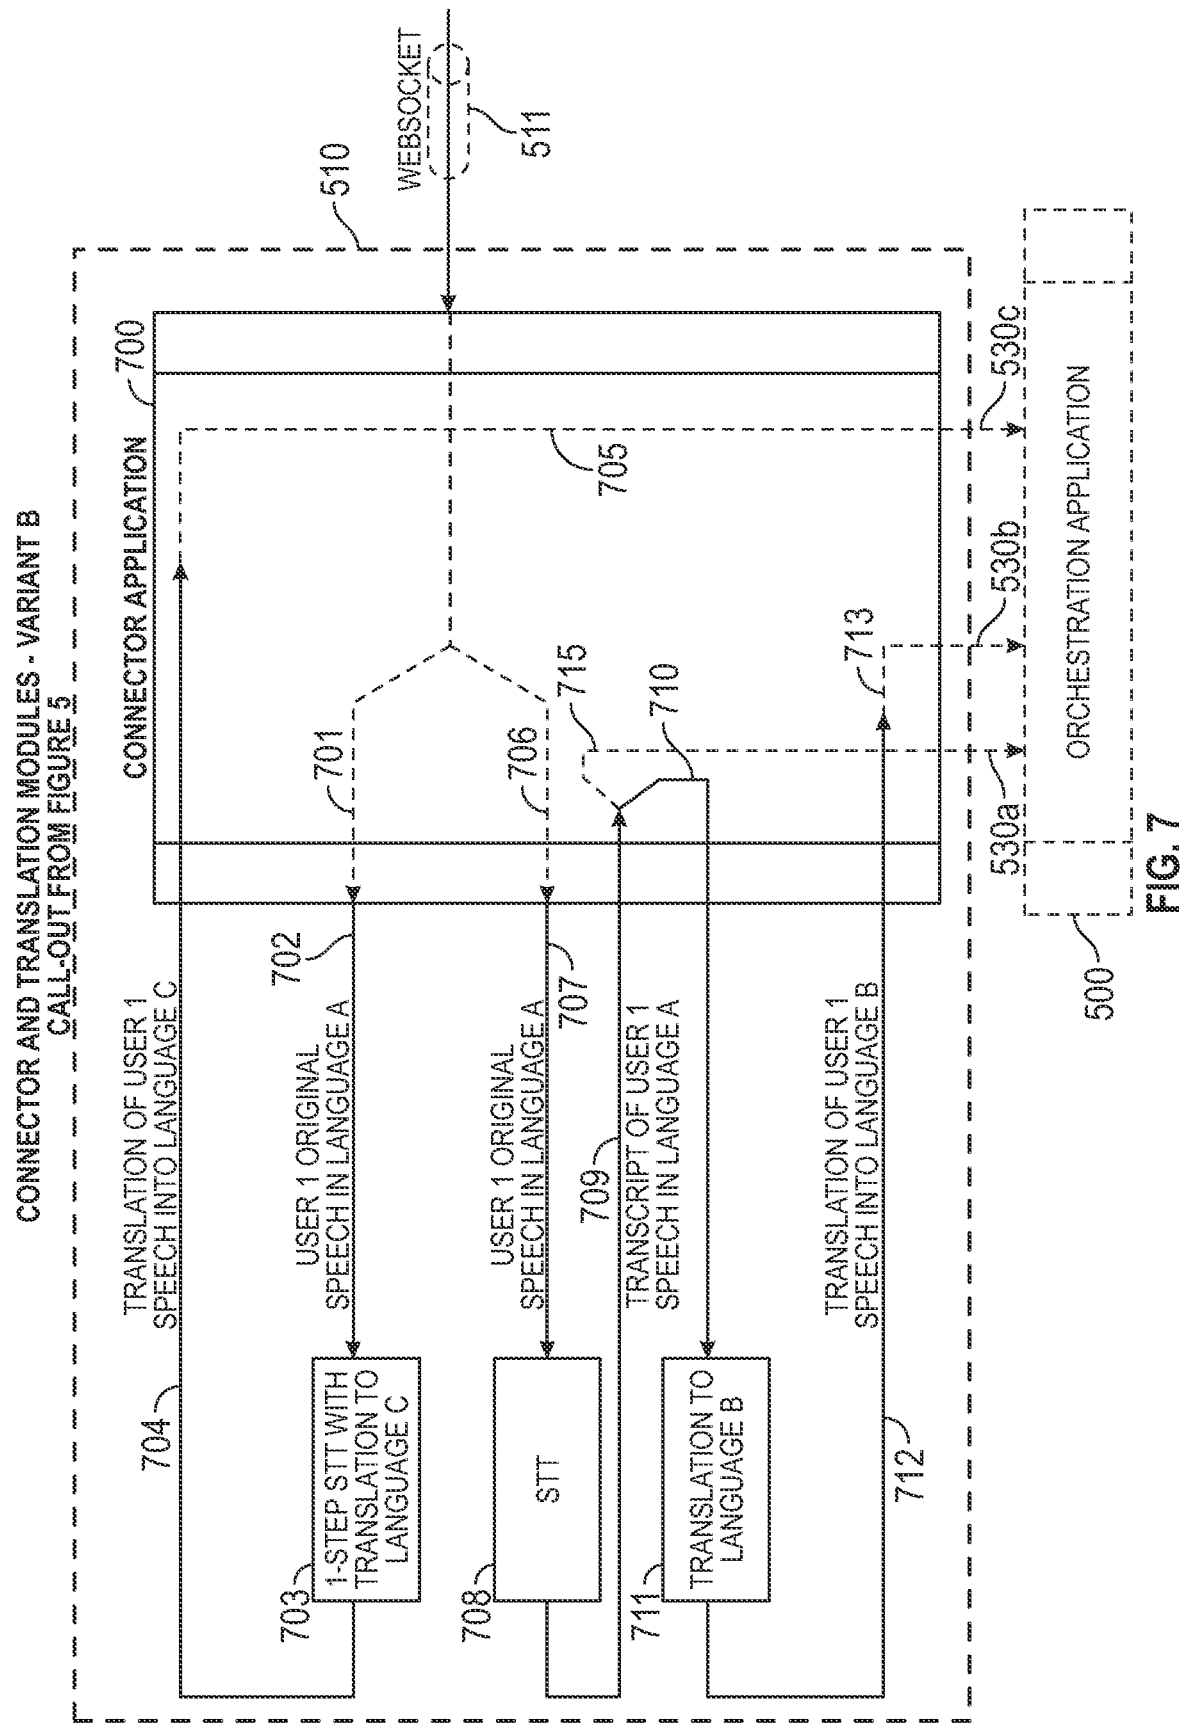 CONNECTOR AND TRANSLATION MODULES - VARIANT B
CALL-OUT FROM FIGURE 5
510
WEBSOCKET
511
700
CONNECTOR APPLICATION
704
TRANSLATION OF USER 1
SPEECH INTO LANGUAGE C
705
703
1-STEP STT WITH
TRANSLATION TO
LANGUAGE C
USER 1 ORIGINAL
SPEECH IN LANGUAGE A
702
701
708
STT
USER 1 ORIGINAL
SPEECH IN LANGUAGE A
707
706
709
TRANSCRIPT OF USER 1
SPEECH IN LANGUAGE A
715
710
711
TRANSLATION TO
LANGUAGE B
712
TRANSLATION OF USER 1
SPEECH INTO LANGUAGE B
713
530a
530b
530c
500
ORCHESTRATION APPLICATION
FIG. 7